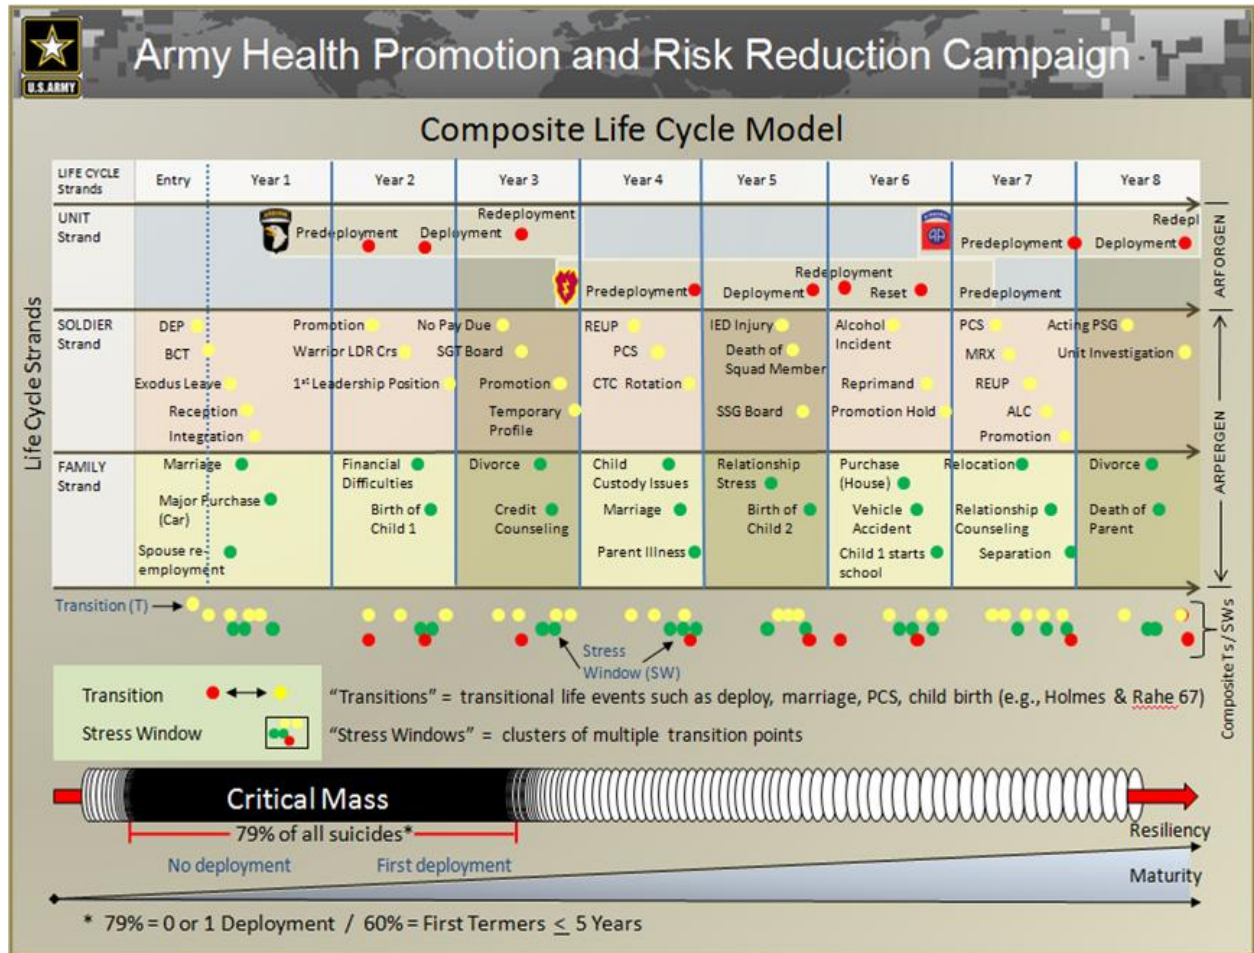 U.S.ARMY
Army Health Promotion and Risk Reduction Campaign
Composite Life Cycle Model
LIFE CYCLE
Strands
Entry
Year 1
Year 2
Year 3
Year 4
Year 5
Year 6
Year 7
Year 8
Life Cycle Strands
UNIT
Strand
Predeployment
Deployment
Redeployment
Predeployment
Deployment
Redepl
Predeployment
Deployment
Redeployment
Reset
Predeployment
ARFORGEN
SOLDIER
Strand
DEP
BCT
Exodus Leave
Reception
Integration
Promotion
Warrior LDR Crs
1st Leadership Position
No Pay Due
SGT Board
Promotion
Temporary
Profile
REUP
PCS
CTC Rotation
IED Injury
Death of
Squad Member
SSG Board
Alcohol
Incident
Reprimand
Promotion Hold
PCS
MRX
REUP
ALC
Promotion
Acting PSG
Unit Investigation
ARPERGEN
FAMILY
Strand
Marriage
Major Purchase
(Car)
Spouse re-
employment
Financial
Difficulties
Birth of
Child 1
Divorce
Credit
Counseling
Child
Custody Issues
Marriage
Parent Illness
Relationship
Stress
Birth of
Child 2
Purchase
(House)
Vehicle
Accident
Child 1 starts
school
Relocation
Relationship
Counseling
Separation
Divorce
Death of
Parent
Transition (T)
Stress
Window (SW)
Composite Ts / SWs
Transition
"Transitions" = transitional life events such as deploy, marriage, PCS, child birth (e.g., Holmes & Rahe 67)
Stress Window
"Stress Windows" = clusters of multiple transition points
Critical Mass
79% of all suicides*
Resiliency
No deployment
First deployment
Maturity
* 79% = 0 or 1 Deployment / 60% = First Termers ≤ 5 Years